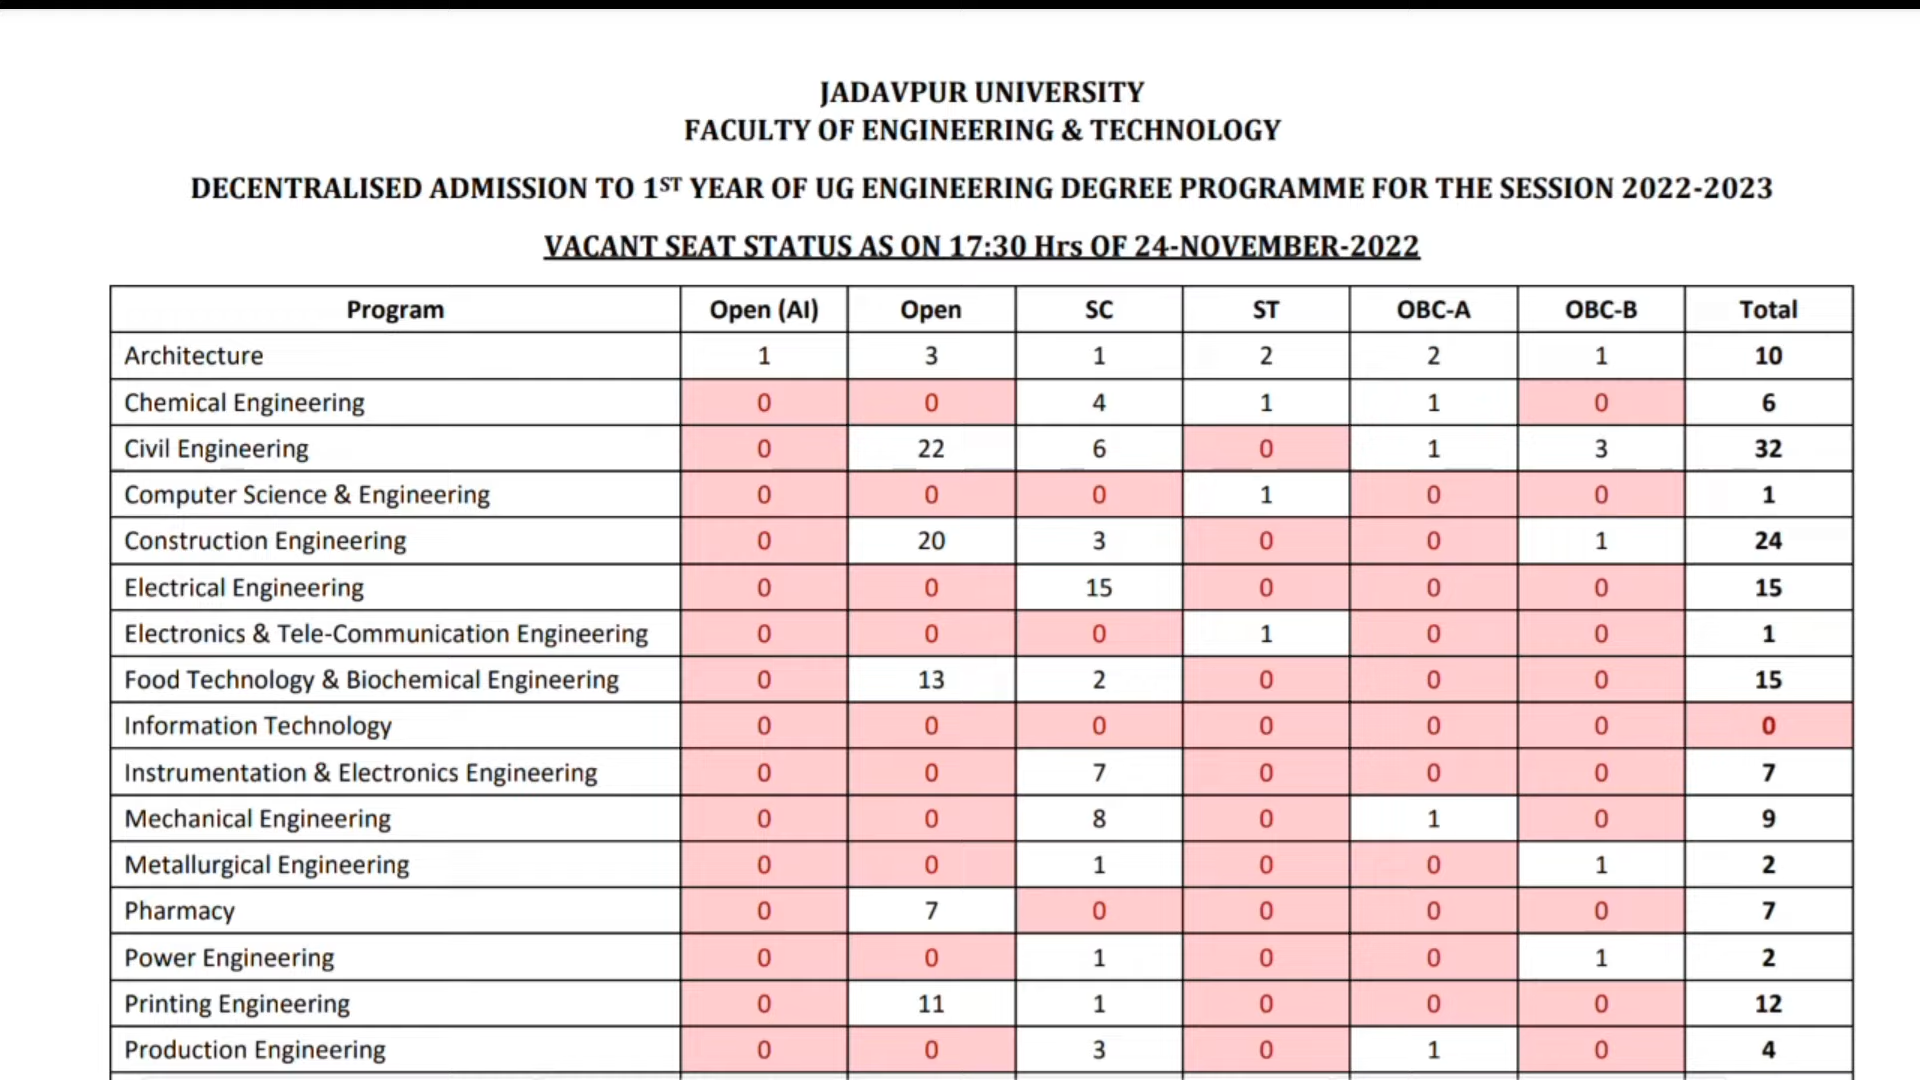 JADAVPUR UNIVERSITY
FACULTY OF ENGINEERING & TECHNOLOGY
DECENTRALISED ADMISSION TO 1ST YEAR OF UG ENGINEERING DEGREE PROGRAMME FOR THE SESSION 2022-2023
VACANT SEAT STATUS AS ON 17:30 Hrs OF 24-NOVEMBER-2022
Program Open (AI) Open SC ST OBC-A OBC-B Total
Architecture 1 3 1 2 2 1 10
Chemical Engineering 0 0 4 1 1 0 6
Civil Engineering 0 22 6 0 1 3 32
Computer Science & Engineering 0 0 0 1 0 0 1
Construction Engineering 0 20 3 0 0 1 24
Electrical Engineering 0 0 15 0 0 0 15
Electronics & Tele-Communication Engineering 0 0 0 1 0 0 1
Food Technology & Biochemical Engineering 0 13 2 0 0 0 15
Information Technology 0 0 0 0 0 0 0
Instrumentation & Electronics Engineering 0 0 7 0 0 0 7
Mechanical Engineering 0 0 8 0 1 0 9
Metallurgical Engineering 0 0 1 0 0 1 2
Pharmacy 0 7 0 0 0 0 7
Power Engineering 0 0 1 0 0 1 2
Printing Engineering 0 11 1 0 0 0 12
Production Engineering 0 0 3 0 1 0 4